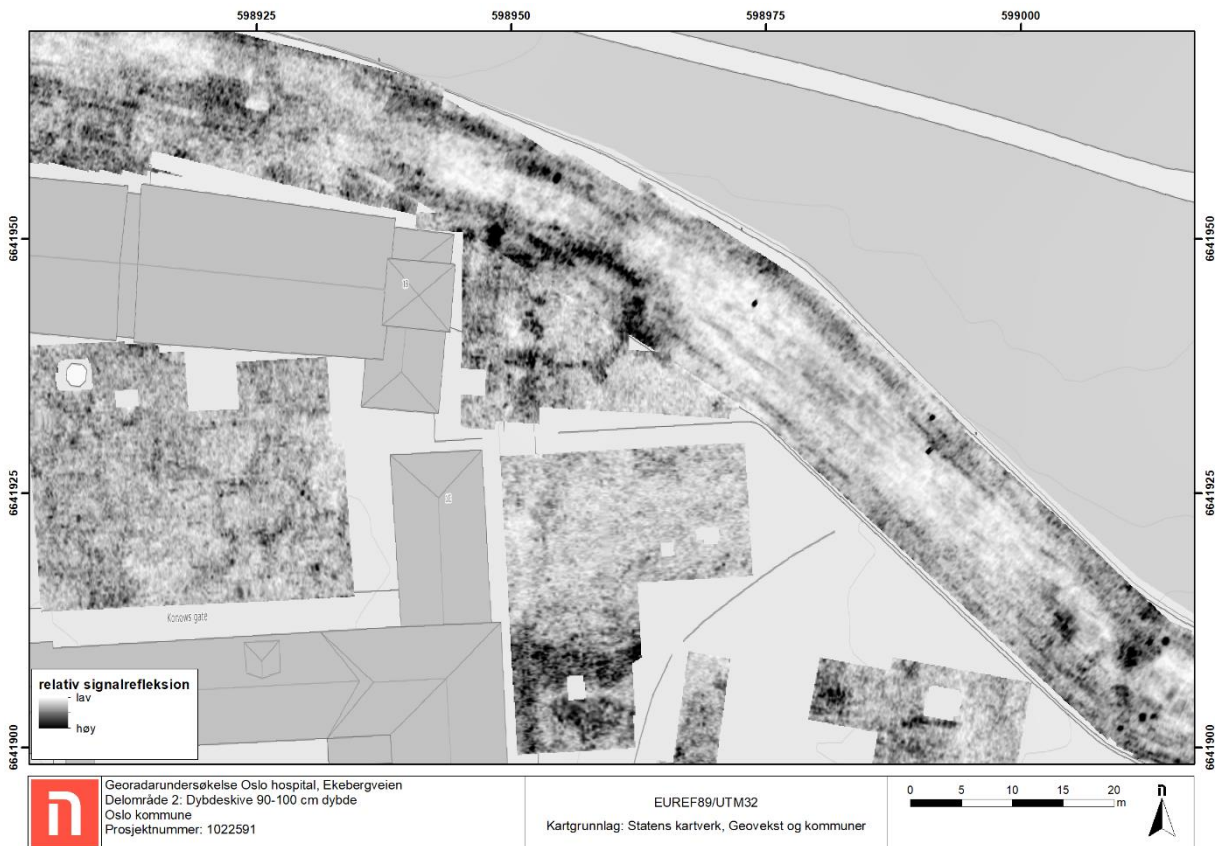 598925
598950
598975
599000
6641950
6641950
6641925
6641925
Konows gate
relativ signalrefleksion
lav
høy
6641900
6641900
Georadarundersøkelse Oslo hospital, Ekebergveien
Delområde 2: Dybdeskive 90-100 cm dybde
Oslo kommune
Prosjektnummer: 1022591
EUREF89/UTM32
Kartgrunnlag: Statens kartverk, Geovekst og kommuner
0 5 10 15 20
m
n